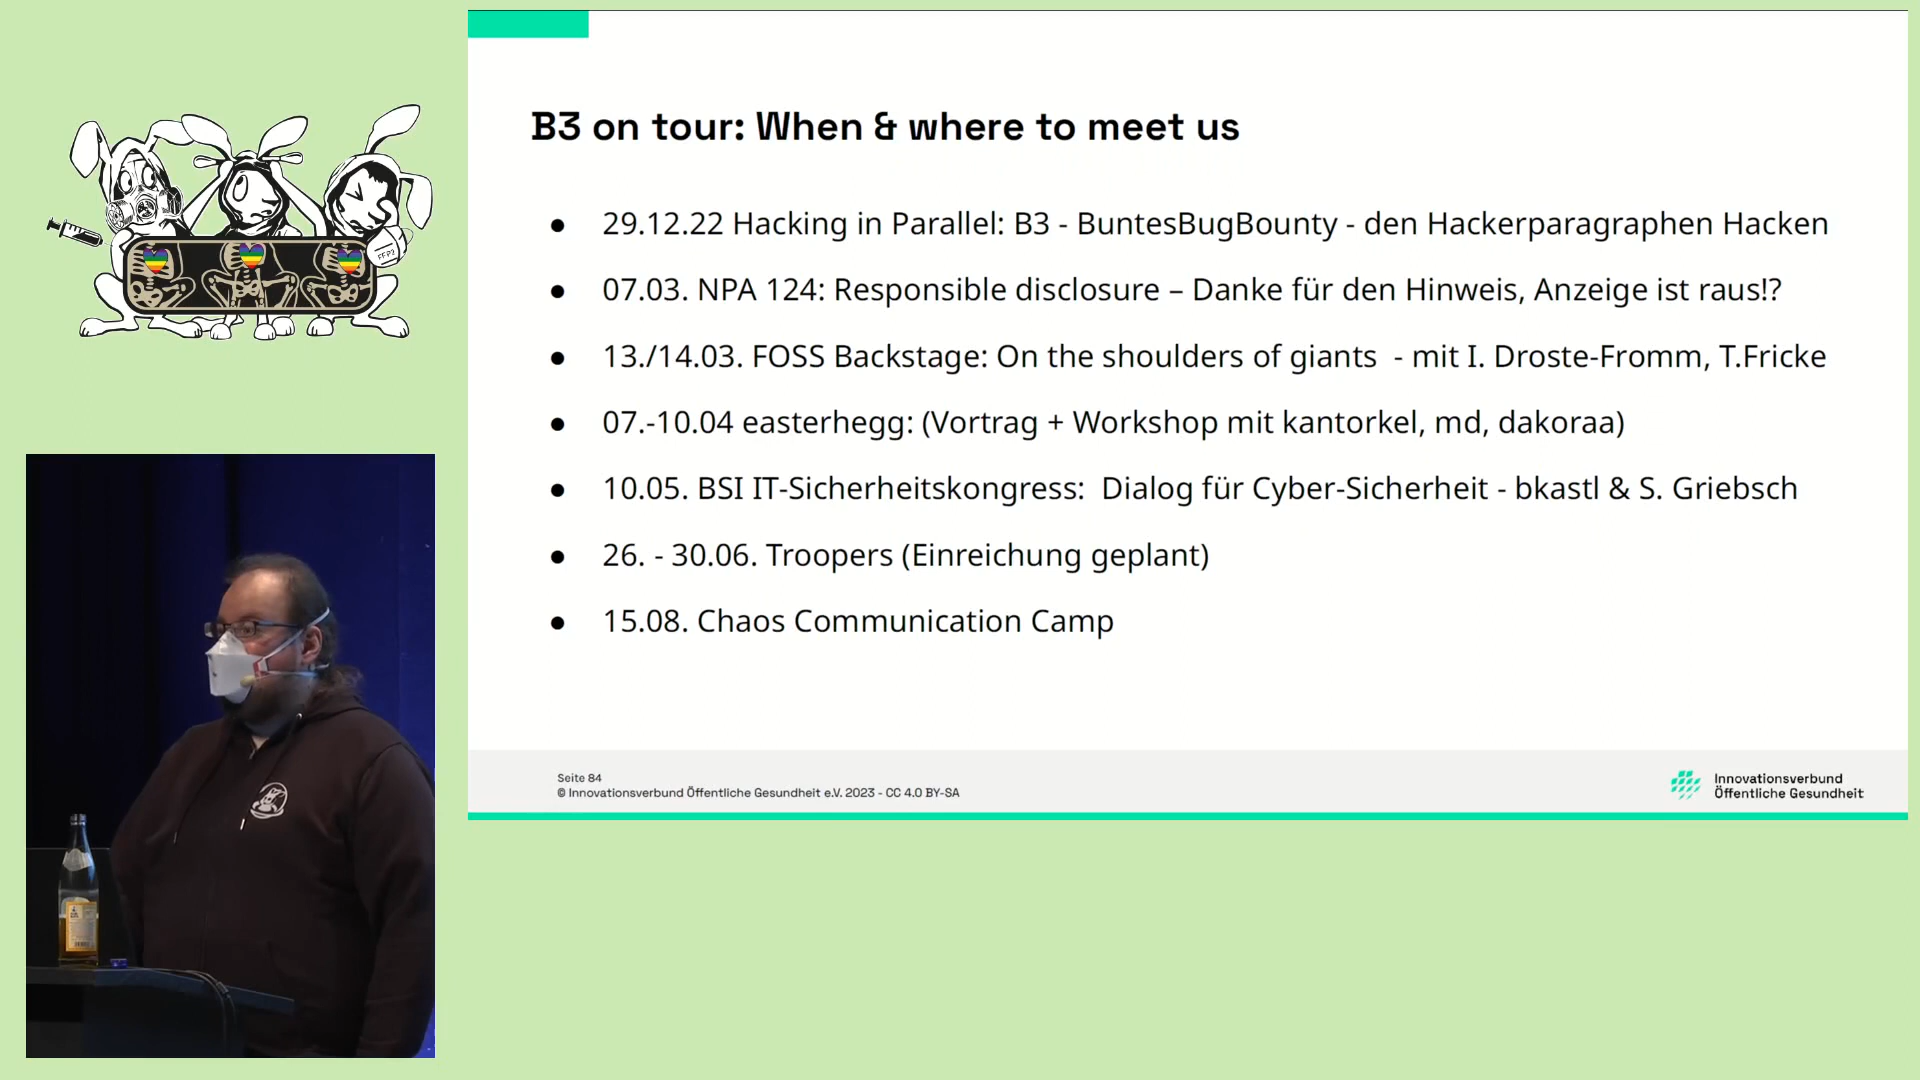 B3 on tour: When & where to meet us
● 29.12.22 Hacking in Parallel: B3 - BuntesBugBounty - den Hackerparagraphen Hacken
● 07.03. NPA 124: Responsible disclosure – Danke für den Hinweis, Anzeige ist raus!?
● 13./14.03. FOSS Backstage: On the shoulders of giants - mit I. Droste-Fromm, T.Fricke
● 07.-10.04 easterhegg: (Vortrag + Workshop mit kantorkel, md, dakoraa)
● 10.05. BSI IT-Sicherheitskongress: Dialog für Cyber-Sicherheit - bkastl & S. Griebsch
● 26. - 30.06. Troopers (Einreichung geplant)
● 15.08. Chaos Communication Camp
Seite 84
© Innovationsverbund Öffentliche Gesundheit e.V. 2023 - CC 4.0 BY-SA
Innovationsverbund
Öffentliche Gesundheit
FFP2